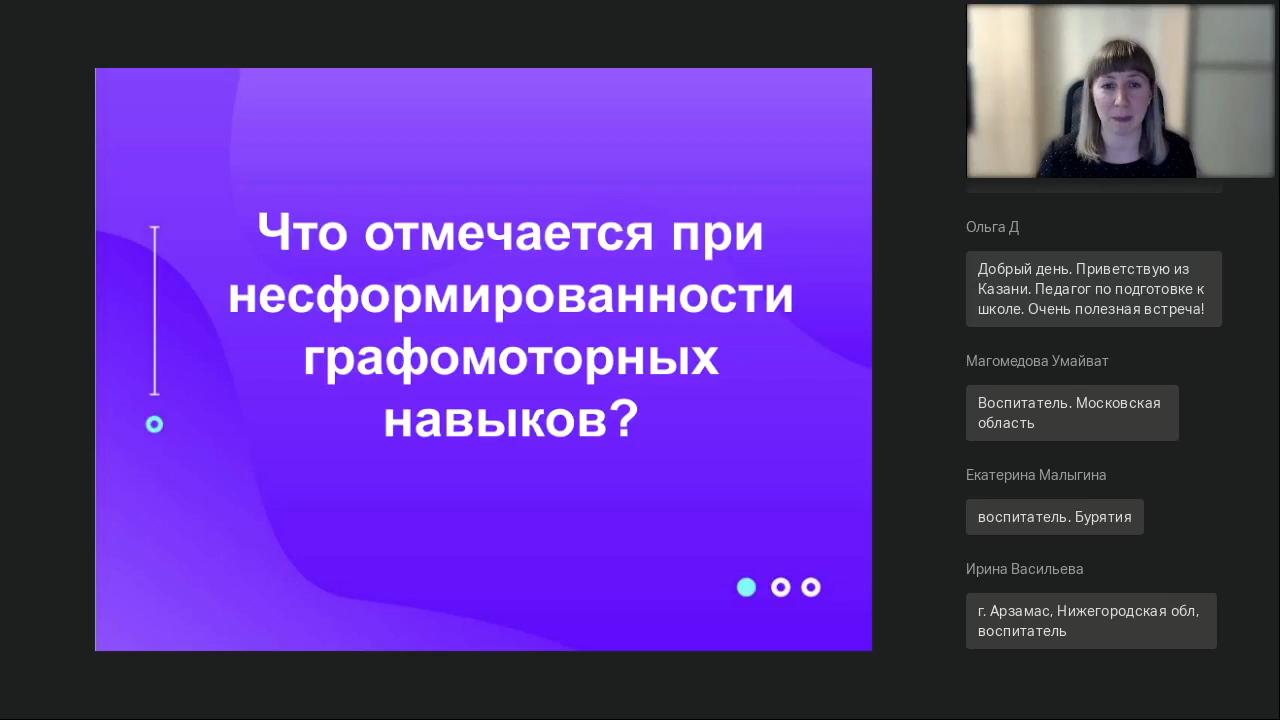 Что отмечается при
несформированности
графомоторных
навыков?
Ольга Д
Добрый день. Приветствую из
Казани. Педагог по подготовке к
школе. Очень полезная встреча!
Магомедова Умайват
Воспитатель. Московская
область
Екатерина Малыгина
воспитатель. Бурятия
Ирина Васильева
г. Арзамас, Нижегородская обл,
воспитатель